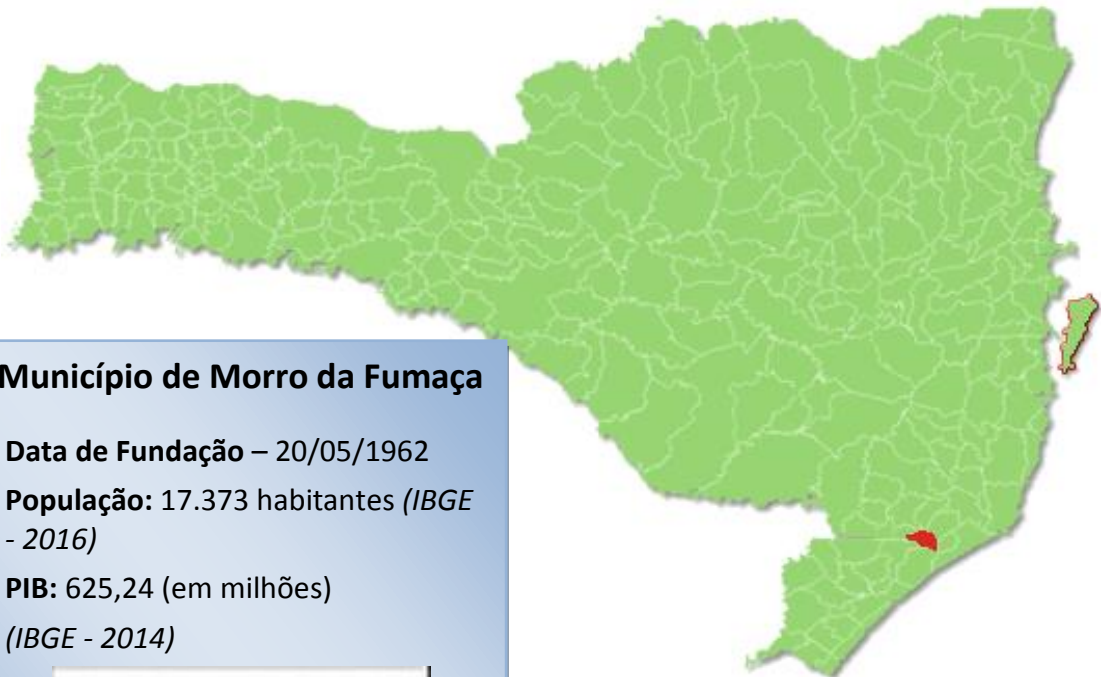 Município de Morro da Fumaça
Data de Fundação – 20/05/1962
População: 17.373 habitantes (IBGE
- 2016)
PIB: 625,24 (em milhões)
(IBGE - 2014)